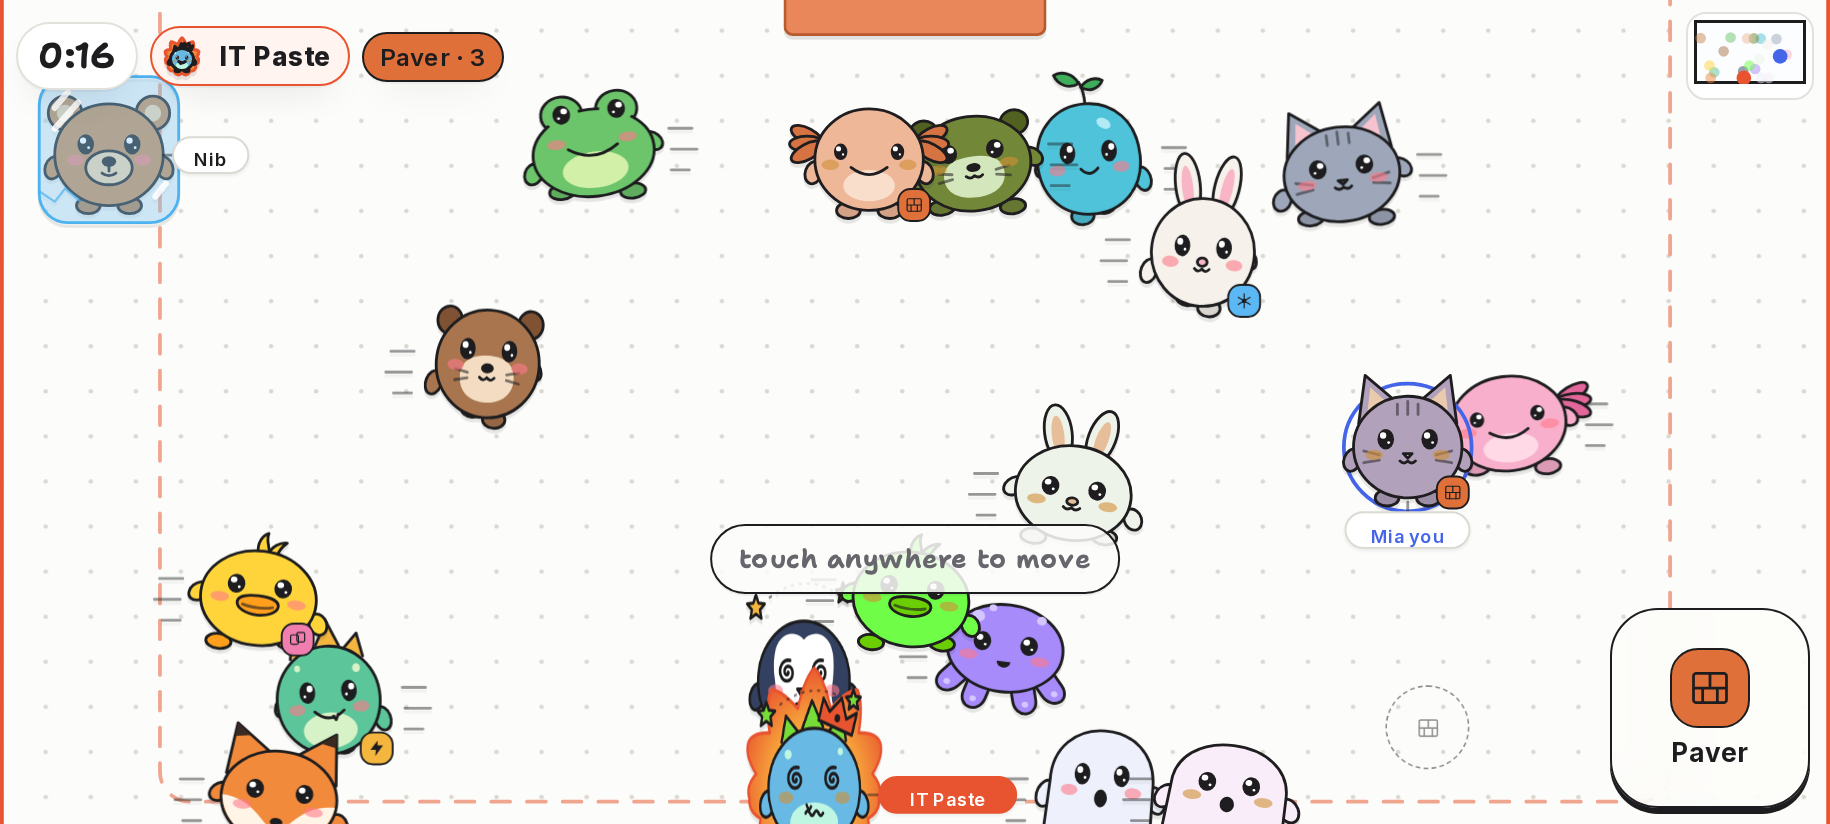 0:16
IT Paste
Paver · 3
Nib
Mia you
touch anywhere to move
Paver
IT Paste